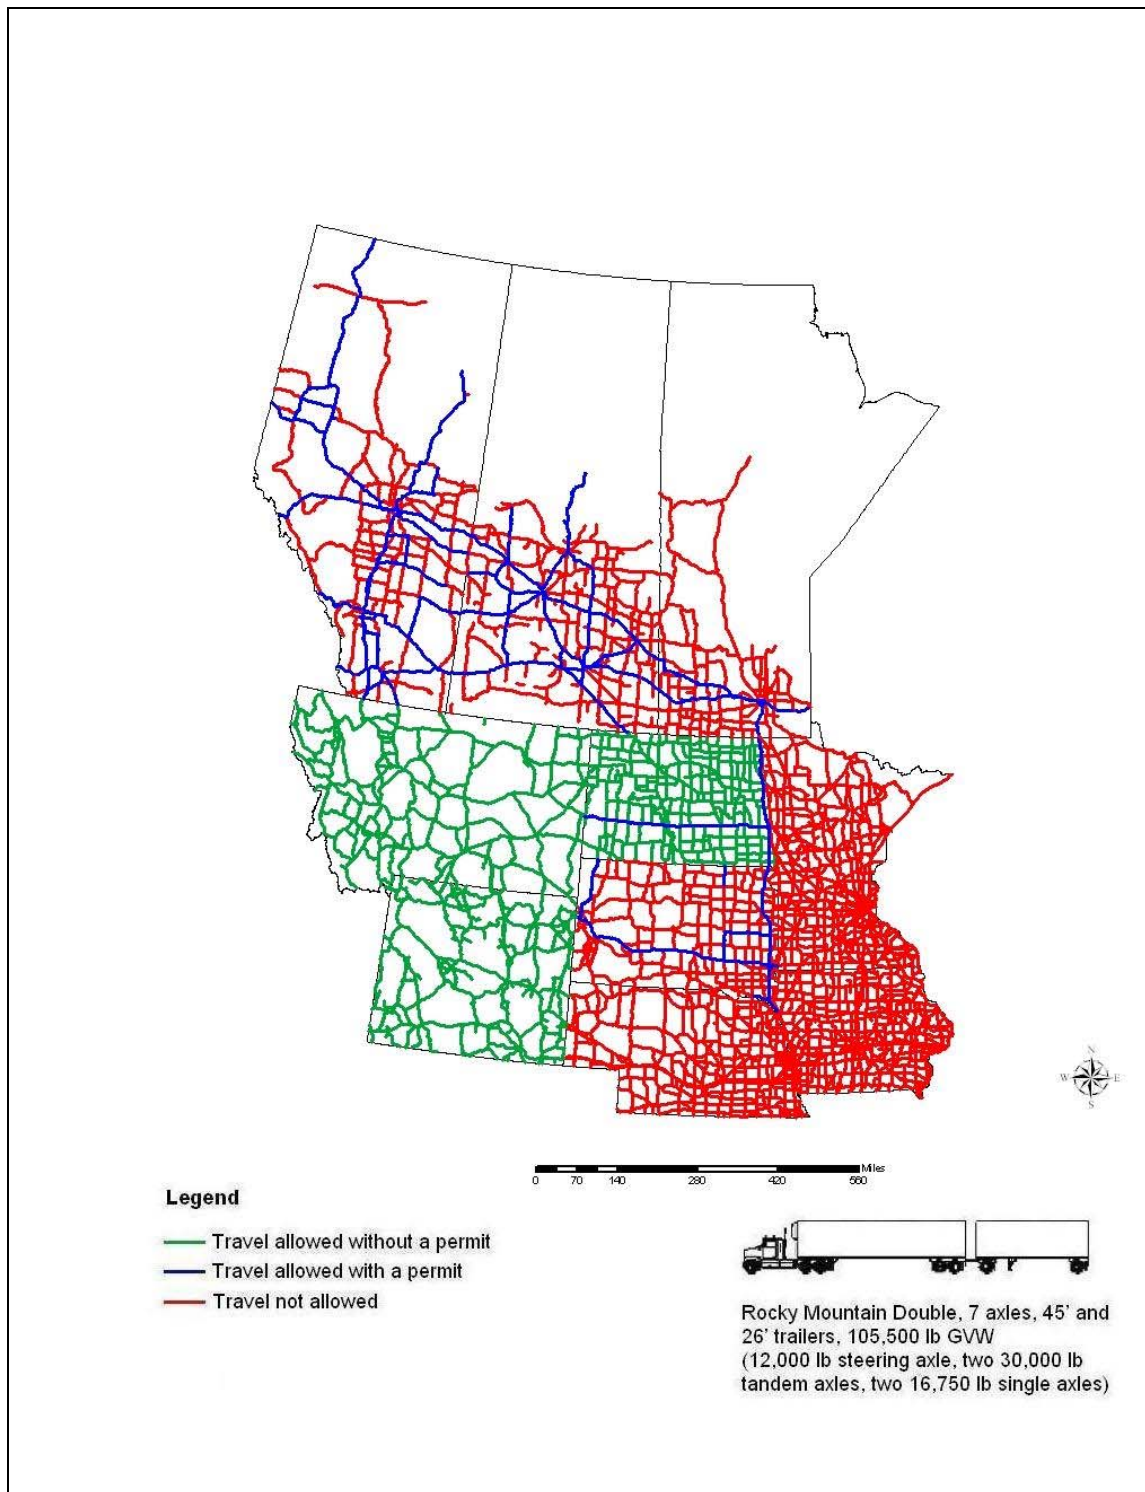 N
W E
S
Miles
0 70 140 280 420 560
Legend
Travel allowed without a permit
Travel allowed with a permit
Travel not allowed
Rocky Mountain Double, 7 axles, 45' and
26' trailers, 105,500 lb GVW
(12,000 lb steering axle, two 30,000 lb
tandem axles, two 16,750 lb single axles)